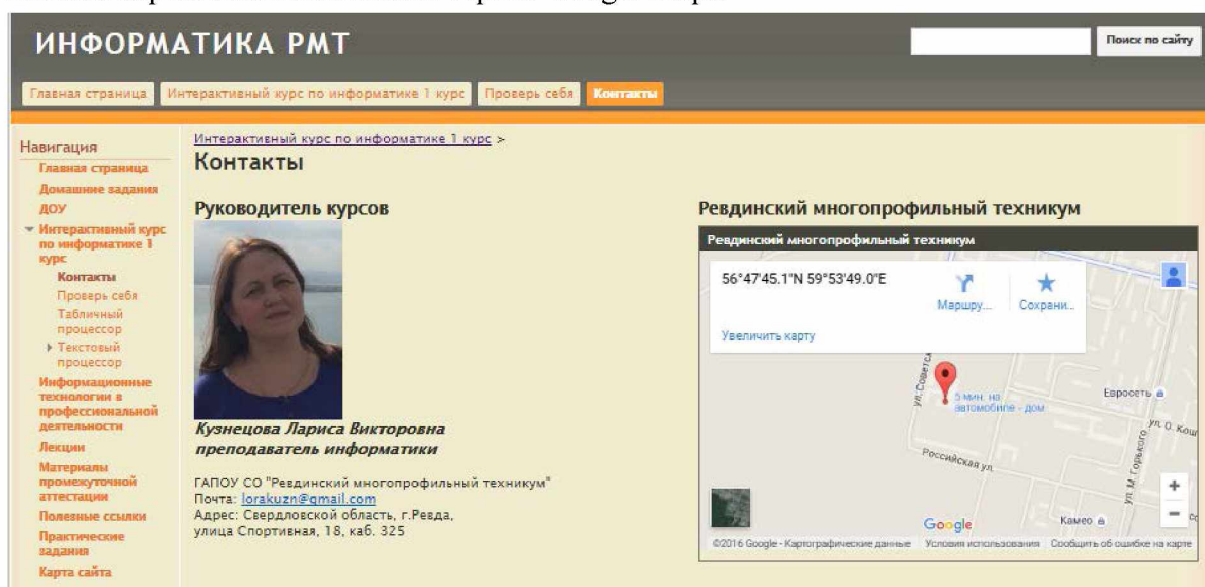 ИНФОРМАТИКА РМТ
Поиск по сайту
Главная страница
Интерактивный курс по информатике 1 курс
Проверь себя
Контакты
Навигация
Главная страница
Домашние задания
ДОУ
Интерактивный курс
по информатике 1
курс
Контакты
Проверь себя
Табличный
процессор
Текстовый
процессор
Информационные
технологии в
профессиональной
деятельности
Лекции
Материалы
промежуточной
аттестации
Полезные ссылки
Практические
задания
Карта сайта
Интерактивный курс по информатике 1 курс >
Контакты
Руководитель курсов
Кузнецова Лариса Викторовна
преподаватель информатики
ГАПОУ СО "Ревдинский многопрофильный техникум"
Почта: lorakuzn@gmail.com
Адрес: Свердловской область, г.Ревда,
улица Спортивная, 18, каб. 325
Ревдинский многопрофильный техникум
Ревдинский многопрофильный техникум
56°47'45.1"N 59°53'49.0"E
Маршру...
Сохрани...
Увеличить карту
ул. Советс
5 мин. на
автомобиле - дом
Евросеть
ул. О. Кош
ул. М. Горького
Российская ул.
Камео
Google
©2016 Google - Картографические данные
Условия использования
Сообщить об ошибке на карте